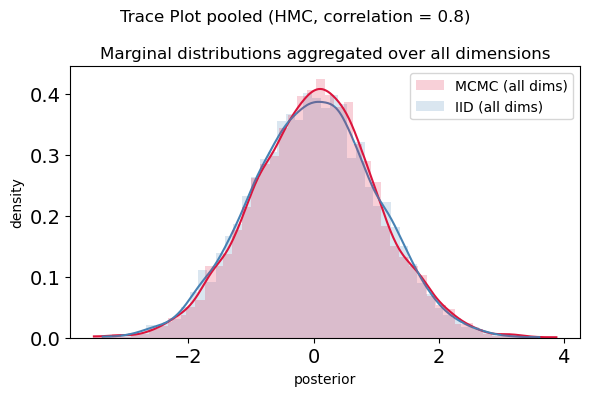 Trace Plot pooled (HMC, correlation = 0.8)
Marginal distributions aggregated over all dimensions
MCMC (all dims)
IID (all dims)
density
0.4
0.3
0.2
0.1
0.0
−2
0
2
4
posterior